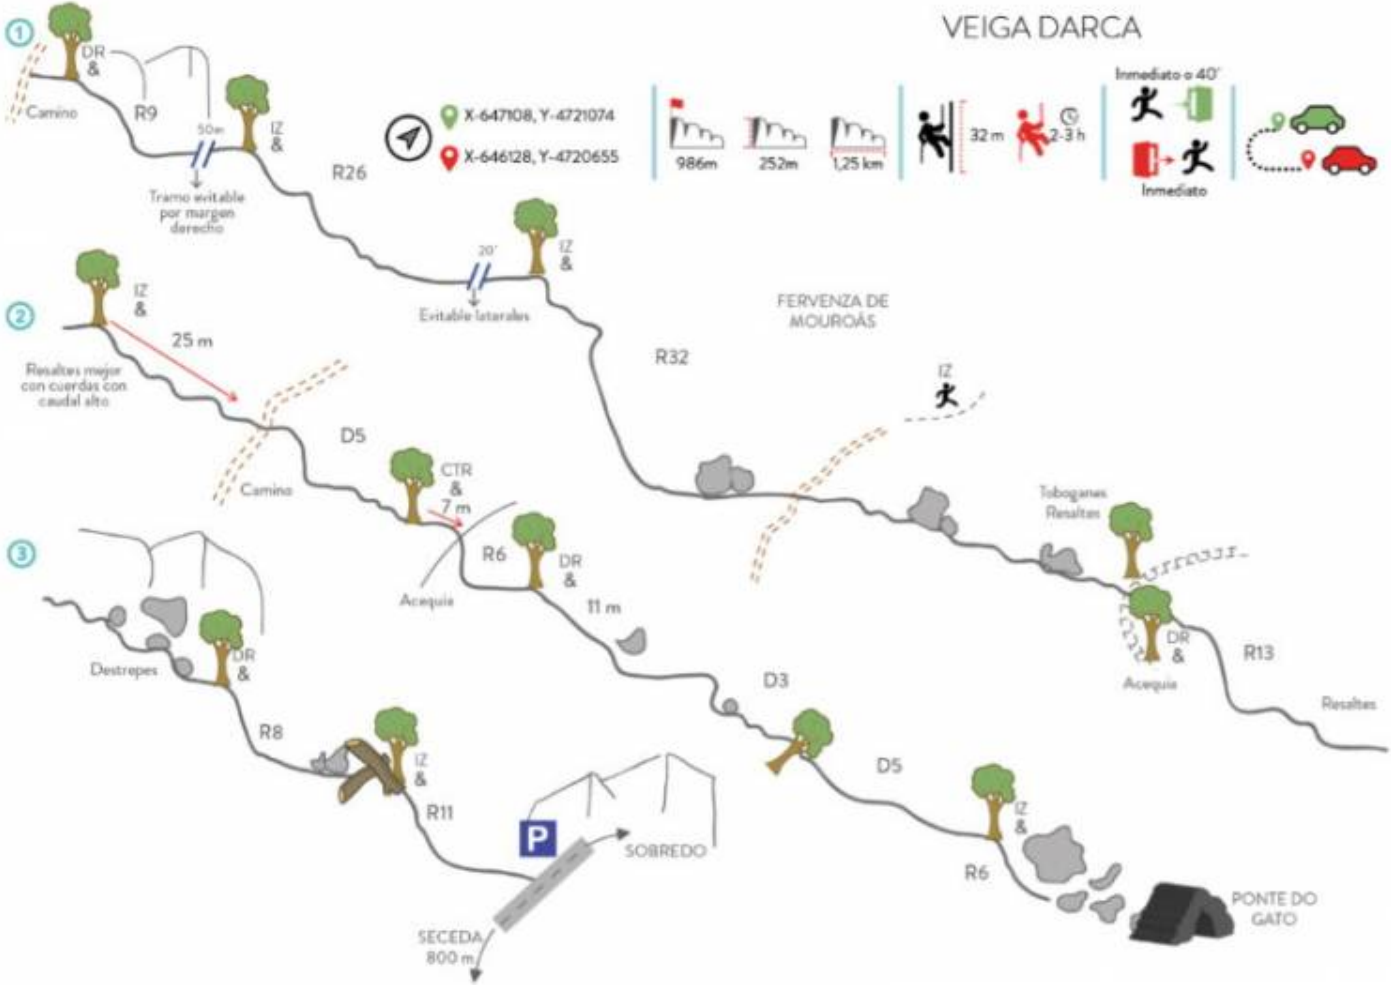 VEIGA DARCA
X-647108, Y-4721074
X-646128, Y-4720655
986m
252m
1,25 km
32 m
2-3 h
Inmediato o 40´
Inmediato
1
DR
&
Camino
R9
50m
Tramo evitable
por margen
derecho
IZ
&
R26
20´
Evitable laterales
IZ
&
R32
FERVENZA DE
MOUROÁS
IZ
Toboganes
Resaltes
DR
&
Acequia
R13
Resaltes
2
IZ
&
25 m
Resaltes mejor
con cuerdas con
caudal alto
Camino
D5
CTR
&
7 m
Acequia
R6
DR
&
11 m
D3
D5
IZ
&
R6
PONTE DO
GATO
3
Destrepes
DR
&
R8
IZ
&
R11
P
SOBREDO
SECEDA
800 m